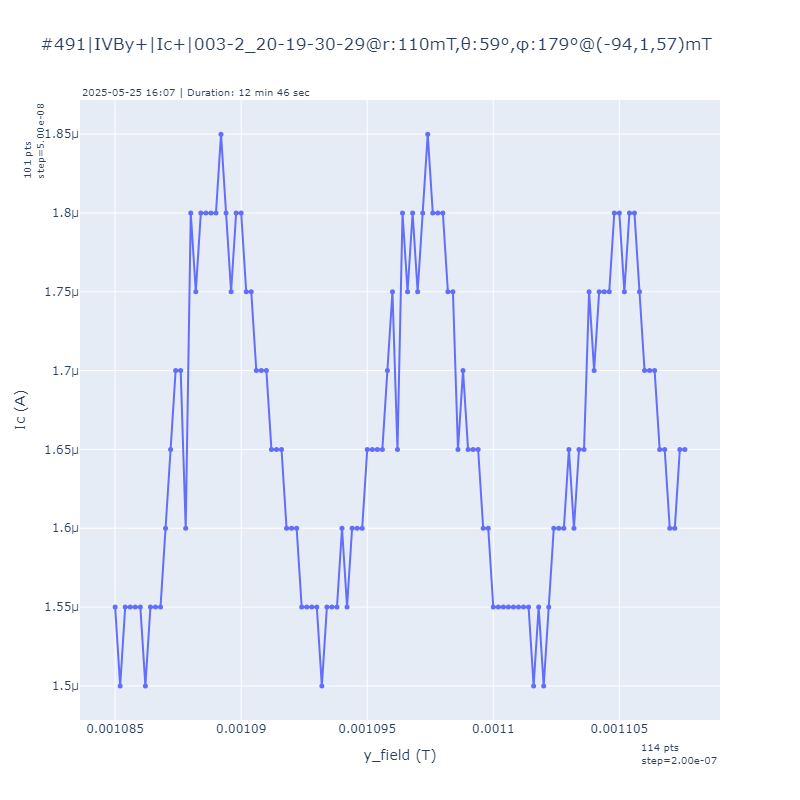 #491|IVBy+|Ic+|003-2_20-19-30-29@r:110mT,θ:59°,φ:179°@(-94,1,57)mT
2025-05-25 16:07 | Duration: 12 min 46 sec
101 pts
step=5.00e-08
1.85μ
1.8μ
1.75μ
1.7μ
1.65μ
1.6μ
1.55μ
1.5μ
Ic (A)
0.001085
0.00109
0.001095
0.0011
0.001105
y_field (T)
114 pts
step=2.00e-07